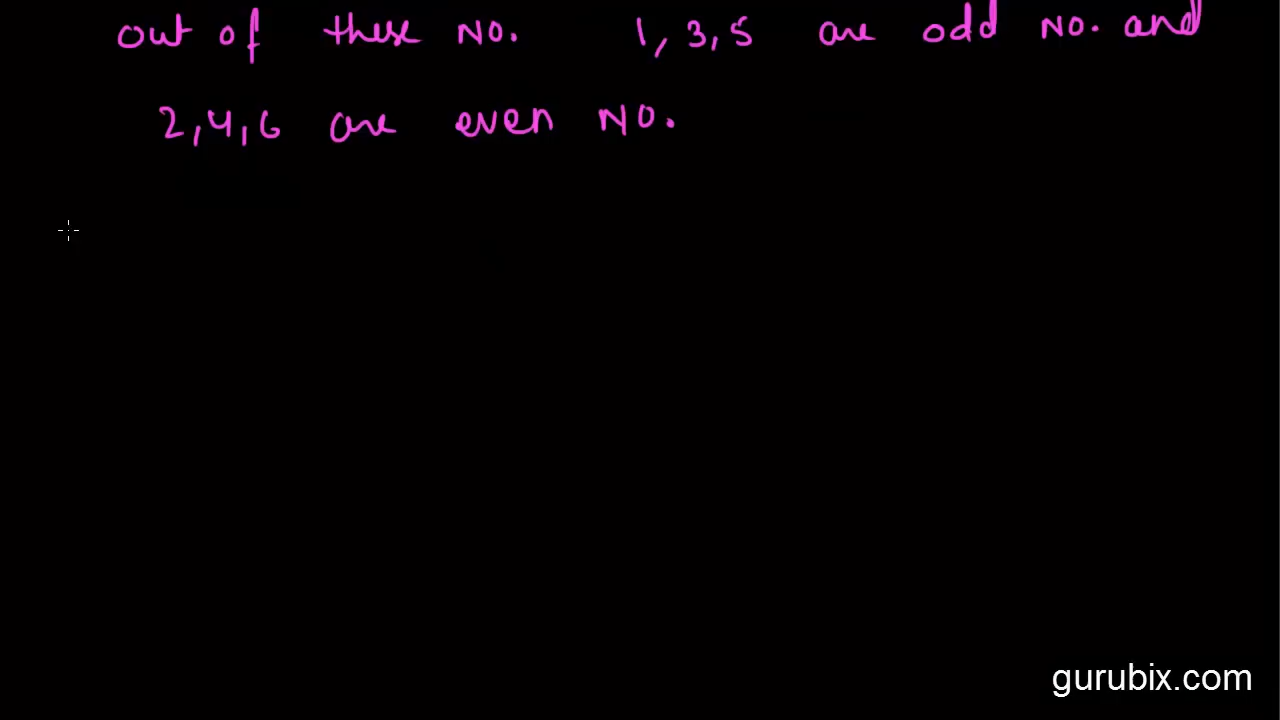 out of these NO. 1, 3, 5 are odd NO. and
2, 4, 6 are even NO.
gurubix.com